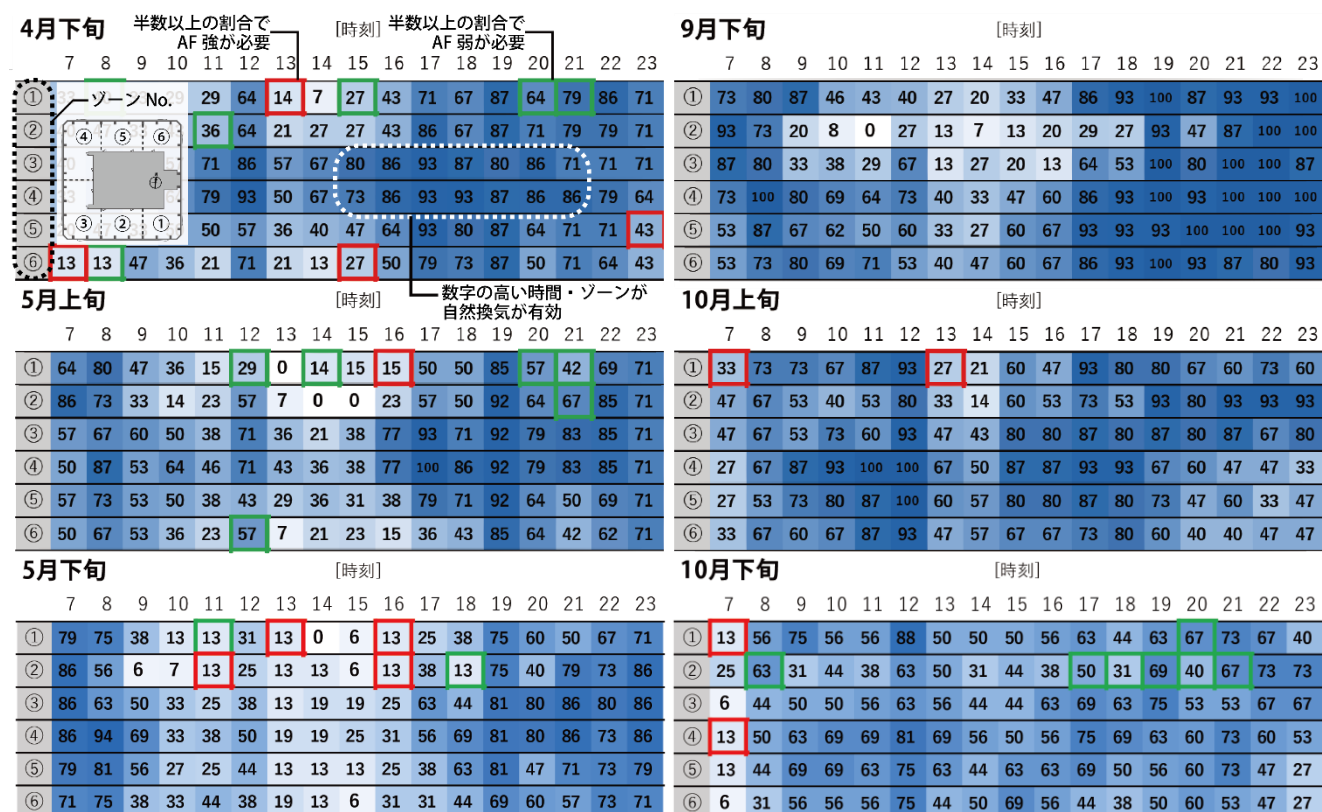 4月下旬
[時刻]
半数以上の割合で
AF 強が必要
半数以上の割合で
AF 弱が必要
7 8 9 10 11 12 13 14 15 16 17 18 19 20 21 22 23
① 29 64 14 7 27 43 71 67 87 64 79 86 71
② 36 64 21 27 27 43 86 67 87 71 79 79 71
③ 71 86 57 67 80 86 93 87 80 86 71 71 71
④ 79 93 50 67 73 86 93 93 87 86 86 79 64
⑤ 50 57 36 40 47 64 93 80 87 64 71 71 43
⑥ 13 13 47 36 21 71 21 13 27 50 79 73 87 50 71 64 43
ゾーン No.
④ ⑤ ⑥
③ ② ①
数字の高い時間・ゾーンが
自然換気が有効
5月上旬
[時刻]
7 8 9 10 11 12 13 14 15 16 17 18 19 20 21 22 23
① 64 80 47 36 15 29 0 14 15 15 50 50 85 57 42 69 71
② 86 73 33 14 23 57 7 0 0 23 57 50 92 64 67 85 71
③ 57 67 60 50 38 71 36 21 38 77 93 71 92 79 83 85 71
④ 50 87 53 64 46 71 43 36 38 77 100 86 92 79 83 85 71
⑤ 57 73 53 50 38 43 29 36 31 38 79 71 92 64 50 69 71
⑥ 50 67 53 36 23 57 7 21 23 15 36 43 85 64 42 62 71
5月下旬
[時刻]
7 8 9 10 11 12 13 14 15 16 17 18 19 20 21 22 23
① 79 75 38 13 13 31 13 0 6 13 25 38 75 60 50 67 71
② 86 56 6 7 13 25 13 13 6 13 38 13 75 40 79 73 86
③ 86 63 50 33 25 38 13 19 19 25 63 44 81 80 86 80 86
④ 86 94 69 33 38 50 19 19 25 31 56 69 81 80 86 73 86
⑤ 79 81 56 27 25 44 13 13 13 25 38 63 81 47 71 73 79
⑥ 71 75 38 33 44 38 19 13 6 31 31 44 69 60 57 73 71
9月下旬
[時刻]
7 8 9 10 11 12 13 14 15 16 17 18 19 20 21 22 23
① 73 80 87 46 43 40 27 20 33 47 86 93 100 87 93 93 100
② 93 73 20 8 0 27 13 7 13 20 29 27 93 47 87 100 100
③ 87 80 33 38 29 67 13 27 20 13 64 53 100 80 100 100 87
④ 73 100 80 69 64 73 40 33 47 60 86 93 100 93 100 100 93
⑤ 53 87 67 62 50 60 33 27 60 67 93 93 93 100 100 100 93
⑥ 53 73 80 69 71 53 40 47 60 67 86 93 100 93 87 80 93
10月上旬
[時刻]
7 8 9 10 11 12 13 14 15 16 17 18 19 20 21 22 23
① 33 73 73 67 87 93 27 21 60 47 93 80 80 67 60 73 60
② 47 67 53 40 53 80 33 14 60 53 73 53 93 80 93 93 93
③ 47 67 53 73 60 93 47 43 80 80 87 80 87 80 87 67 80
④ 27 67 87 93 100 100 67 50 87 87 93 93 67 60 47 47 33
⑤ 27 53 73 80 87 100 60 57 80 80 87 80 73 47 60 33 47
⑥ 33 67 60 67 87 93 47 57 67 67 73 80 60 40 40 47 47
10月下旬
[時刻]
7 8 9 10 11 12 13 14 15 16 17 18 19 20 21 22 23
① 13 56 75 56 56 88 50 50 50 56 63 44 63 67 73 67 40
② 25 63 31 44 38 63 50 31 44 38 50 31 69 40 67 73 73
③ 6 44 50 50 56 63 56 44 44 63 69 63 75 53 53 67 67
④ 13 50 63 69 69 81 69 56 50 56 75 69 63 60 73 60 53
⑤ 13 44 69 69 63 75 63 44 63 63 69 50 56 60 73 47 27
⑥ 6 31 56 56 56 75 44 50 69 56 44 38 50 60 53 47 27